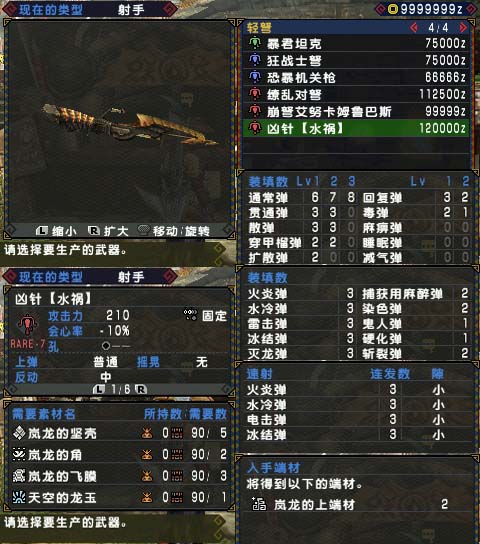 现在的类型 射手
缩小 扩大 移动/旋转
请选择要生产的武器。
9999999z
轻弩 4/4
暴君坦克 75000z
狂战士弩 75000z
恐暴机关枪 66666z
缭乱对弩 112500z
崩弩艾努卡姆鲁巴斯 99999z
凶针【水祸】 120000z
装填数 Lv1 2 3 Lv 1 2
通常弹 6 7 8 回复弹 3 2
贯通弹 3 3 0 毒弹 2 1
散弹 3 3 0 麻痹弹 0 0
穿甲榴弹 2 2 0 睡眠弹 0 0
扩散弹 2 0 0 减气弹 0 0
现在的类型 射手
凶针【水祸】
攻击力 210 固定
会心率 -10%
RARE-7 孔 ●——
上弹 普通 摇晃 无
反动 中
L 1/6 R
需要素材名 所持数 需要数
岚龙的坚壳 0 90/ 5
岚龙的角 0 90/ 2
岚龙的飞膜 0 90/ 3
天空的龙玉 0 90/ 1
请选择要生产的武器。
装填数
火炎弹 3 捕获用麻醉弹 2
水冷弹 3 染色弹 2
雷击弹 3 鬼人弹 1
冰结弹 3 硬化弹 1
灭龙弹 3 斩裂弹 2
速射 连发数 隙
火炎弹 3 小
水冷弹 3 小
电击弹 3 小
冰结弹 3 小
入手端材
将得到以下的端材。
岚龙的上端材 2